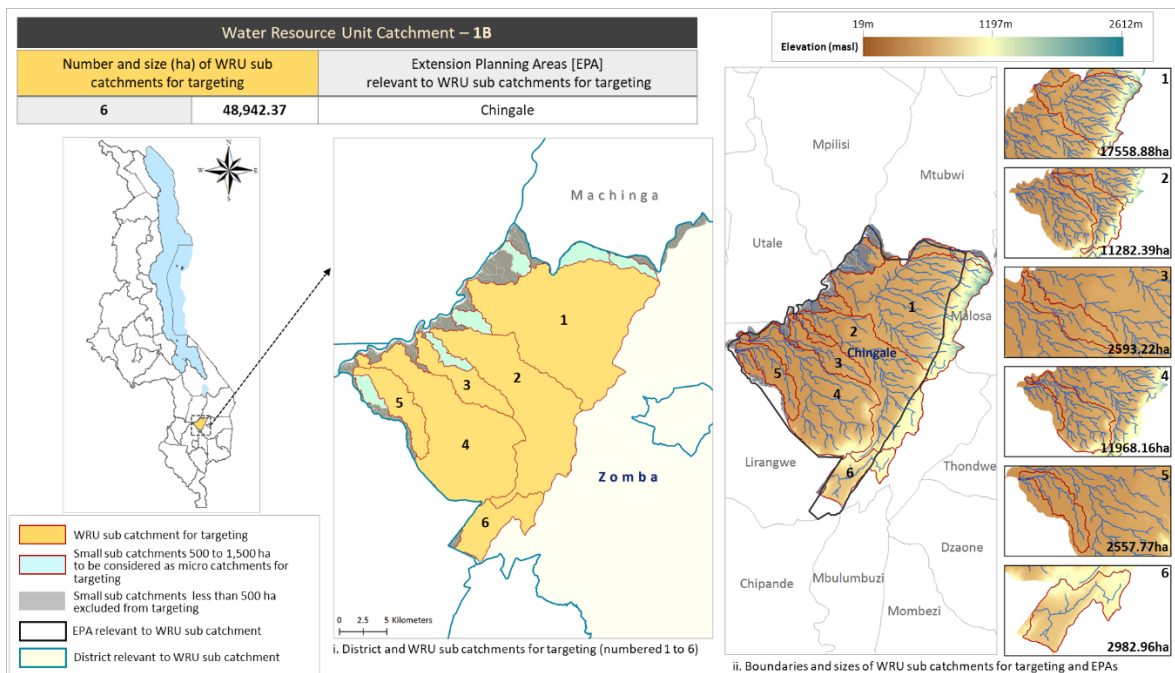 Water Resource Unit Catchment – 1B
Number and size (ha) of WRU sub
catchments for targeting
Extension Planning Areas [EPA]
relevant to WRU sub catchments for targeting
6
48,942.37
Chingale
N
W
E
S
Machinga
1
2
3
5
4
Zomba
6
0 2.5 5 Kilometers
i. District and WRU sub catchments for targeting (numbered 1 to 6)
WRU sub catchment for targeting
Small sub catchments 500 to 1,500 ha
to be considered as micro catchments for
targeting
Small sub catchments less than 500 ha
excluded from targeting
EPA relevant to WRU sub catchment
District relevant to WRU sub catchment
19m
1197m
2612m
Elevation (masl)
Mpilisi
Mtubwi
Utale
1
Malosa
2
Chingale
3
5
4
Lirangwe
6
Thondwe
Dzaone
Chipande
Mbulumbuzi
Mombezi
1
17558.88ha
2
11282.39ha
3
2593.22ha
4
11968.16ha
5
2557.77ha
6
2982.96ha
ii. Boundaries and sizes of WRU sub catchments for targeting and EPAs